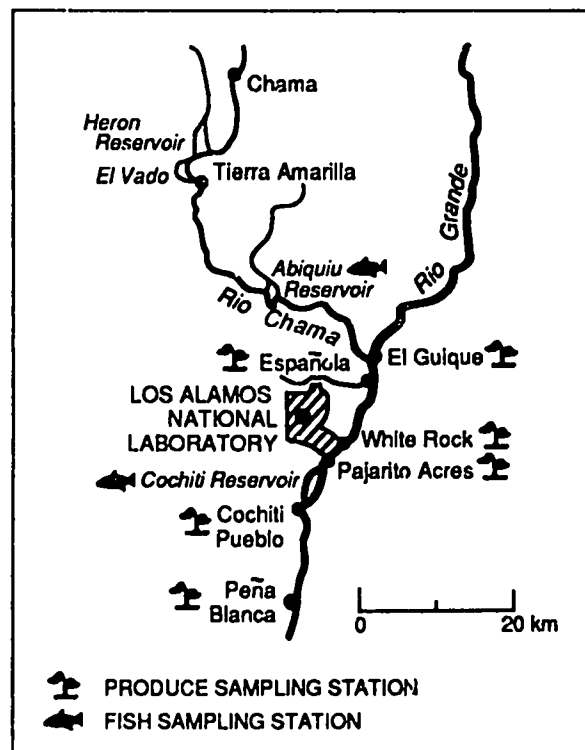 Chama
Heron
Reservoir
El Vado
Tierra Amarilla
Rio Grande
Abiquiu
Reservoir
Rio Chama
Española
El Guique
LOS ALAMOS
NATIONAL
LABORATORY
White Rock
Pajarito Acres
Cochiti Reservoir
Cochiti
Pueblo
Peña
Blanca
0
20 km
PRODUCE SAMPLING STATION
FISH SAMPLING STATION